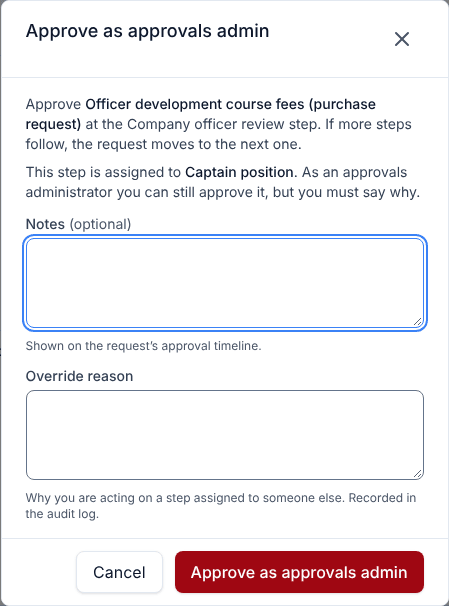 Approve as approvals admin
Approve Officer development course fees (purchase
request) at the Company officer review step. If more steps
follow, the request moves to the next one.
This step is assigned to Captain position. As an approvals
administrator you can still approve it, but you must say why.
Notes (optional)
Shown on the request’s approval timeline.
Override reason
Why you are acting on a step assigned to someone else. Recorded in
the audit log.
Cancel
Approve as approvals admin